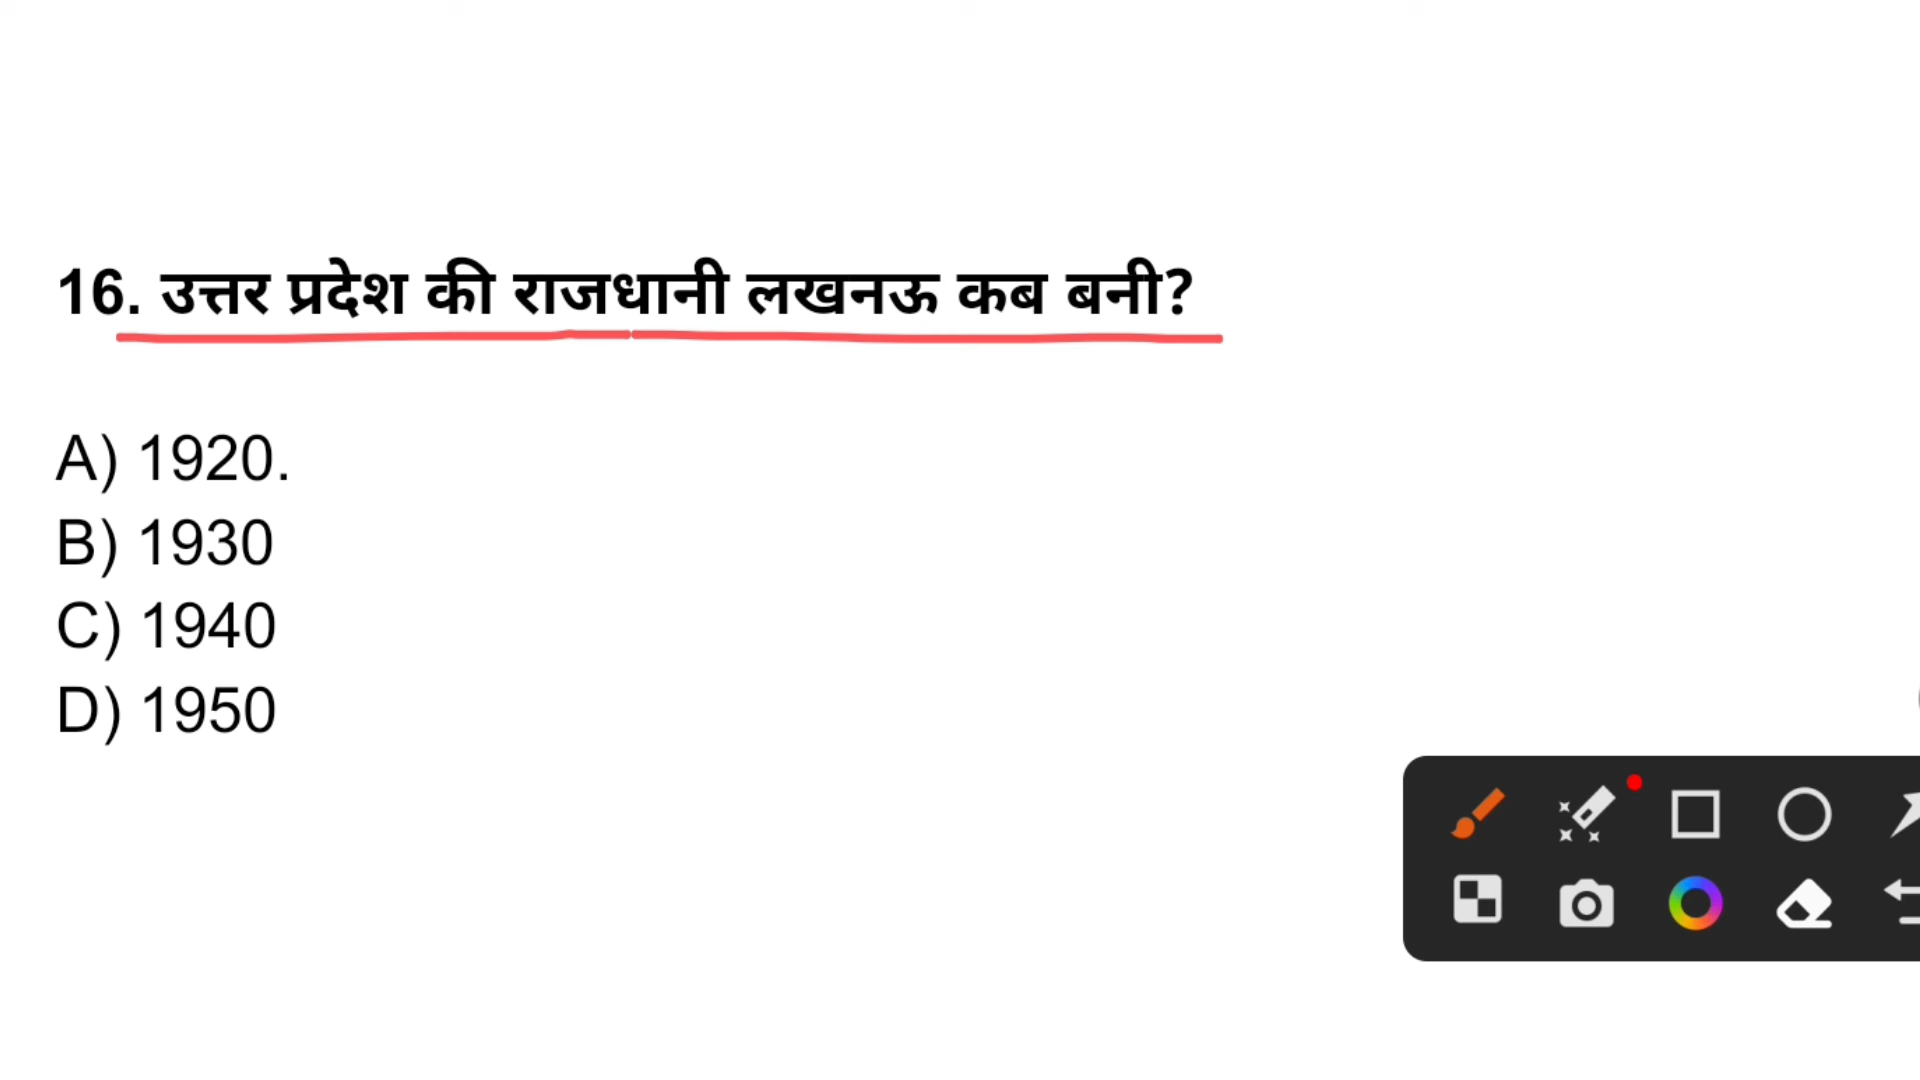 16. उत्तर प्रदेश की राजधानी लखनऊ कब बनी?
A) 1920.
B) 1930
C) 1940
D) 1950